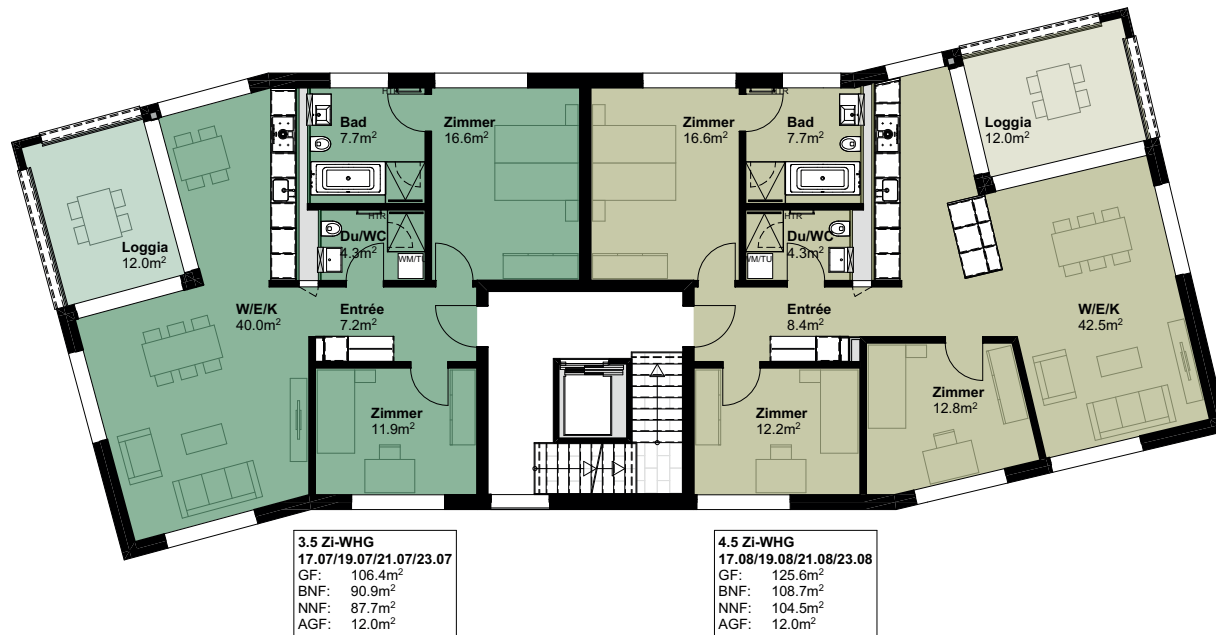 HTR
HTR
Bad
7.7m²
Zimmer
16.6m²
Zimmer
16.6m²
Bad
7.7m²
Loggia
12.0m²
HTR
HTR
Du/WC
4.3m²
WM/TU
Du/WC
4.3m²
WM/TU
Loggia
12.0m²
W/E/K
40.0m²
Entrée
7.2m²
Entrée
8.4m²
W/E/K
42.5m²
Zimmer
11.9m²
Zimmer
12.2m²
Zimmer
12.8m²
3.5 Zi-WHG
17.07/19.07/21.07/23.07
GF: 106.4m²
BNF: 90.9m²
NNF: 87.7m²
AGF: 12.0m²
4.5 Zi-WHG
17.08/19.08/21.08/23.08
GF: 125.6m²
BNF: 108.7m²
NNF: 104.5m²
AGF: 12.0m²